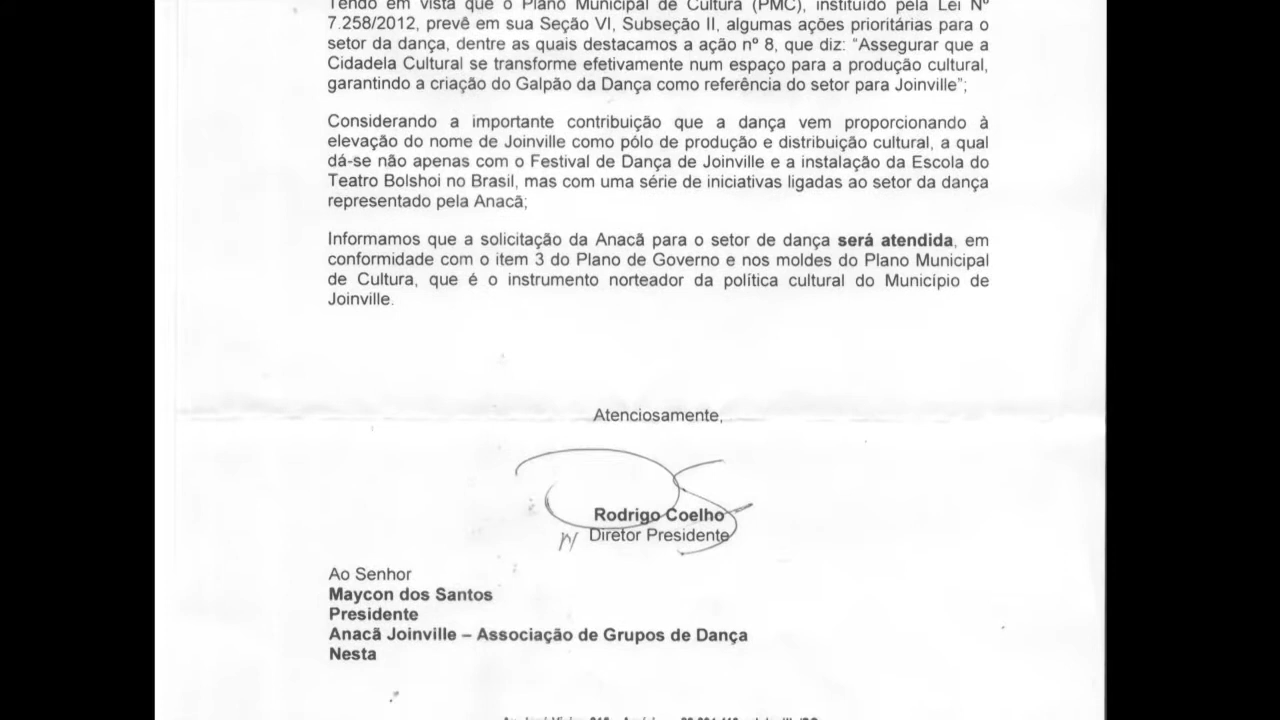 Tendo em vista que o Plano Municipal de Cultura (PMC), instituído pela Lei Nº
7.258/2012, prevê em sua Seção VI, Subseção II, algumas ações prioritárias para o
setor da dança, dentre as quais destacamos a ação nº 8, que diz: “Assegurar que a
Cidadela Cultural se transforme efetivamente num espaço para a produção cultural,
garantindo a criação do Galpão da Dança como referência do setor para Joinville”;
Considerando a importante contribuição que a dança vem proporcionando à
elevação do nome de Joinville como pólo de produção e distribuição cultural, a qual
dá-se não apenas com o Festival de Dança de Joinville e a instalação da Escola do
Teatro Bolshoi no Brasil, mas com uma série de iniciativas ligadas ao setor da dança
representado pela Anacã;
Informamos que a solicitação da Anacã para o setor de dança será atendida, em
conformidade com o item 3 do Plano de Governo e nos moldes do Plano Municipal
de Cultura, que é o instrumento norteador da política cultural do Município de
Joinville.
Atenciosamente,
Rodrigo Coelho
Diretor Presidente
Ao Senhor
Maycon dos Santos
Presidente
Anacã Joinville – Associação de Grupos de Dança
Nesta